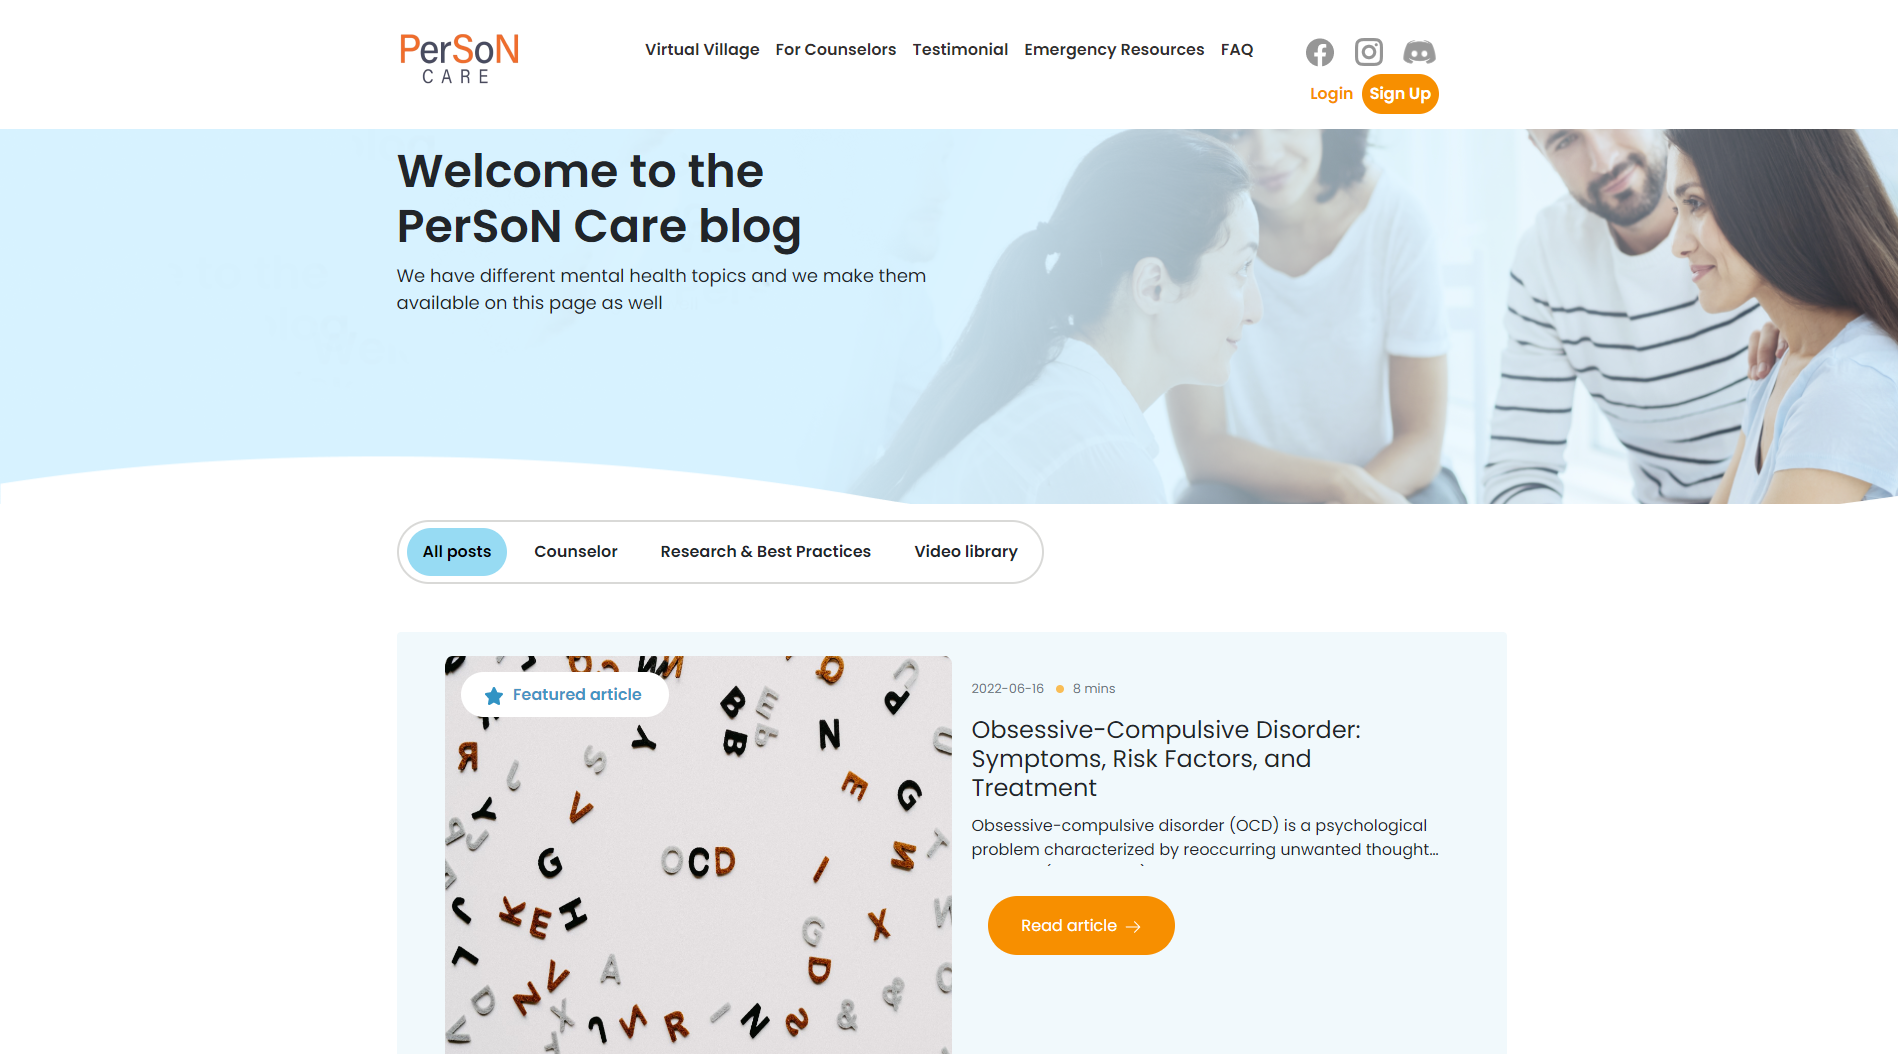 PerSoN
CARE
Virtual Village For Counselors Testimonial Emergency Resources FAQ
Login Sign Up
Welcome to the
PerSoN Care blog
We have different mental health topics and we make them
available on this page as well
All posts Counselor Research & Best Practices Video library
Featured article
OCD
2022-06-16 8 mins
Obsessive-Compulsive Disorder:
Symptoms, Risk Factors, and
Treatment
Obsessive-compulsive disorder (OCD) is a psychological
problem characterized by reoccurring unwanted thought...
Read article →